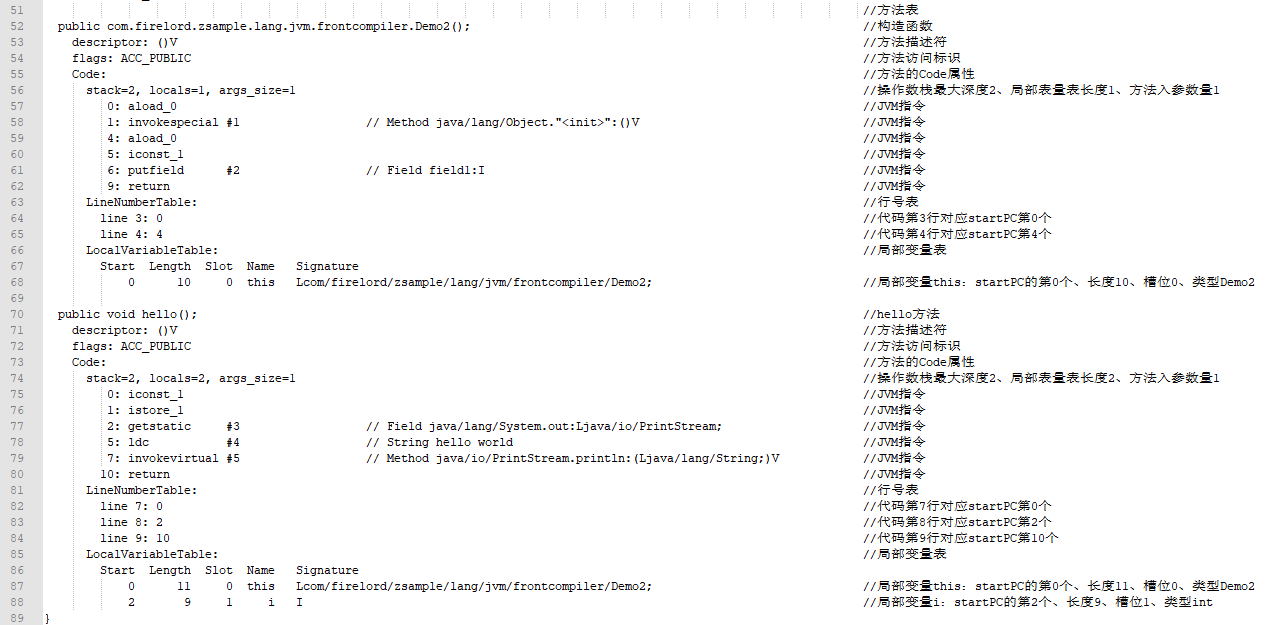 51 //方法表
52 public com.firelord.zsample.lang.jvm.frontcompiler.Demo2(); //构造函数
53 descriptor: ()V //方法描述符
54 flags: ACC_PUBLIC //方法访问标识
55 Code: //方法的Code属性
56 stack=2, locals=1, args_size=1 //操作数栈最大深度2、局部表量表长度1、方法入参数量1
57 0: aload_0 //JVM指令
58 1: invokespecial #1 // Method java/lang/Object."<init>":()V //JVM指令
59 4: aload_0 //JVM指令
60 5: iconst_1 //JVM指令
61 6: putfield #2 // Field field1:I //JVM指令
62 9: return //JVM指令
63 LineNumberTable: //行号表
64 line 3: 0 //代码第3行对应startPC第0个
65 line 4: 4 //代码第4行对应startPC第4个
66 LocalVariableTable: //局部变量表
67 Start Length Slot Name Signature
68 0 10 0 this Lcom/firelord/zsample/lang/jvm/frontcompiler/Demo2; //局部变量this：startPC的第0个、长度10、槽位0、类型Demo2
69
70 public void hello(); //hello方法
71 descriptor: ()V //方法描述符
72 flags: ACC_PUBLIC //方法访问标识
73 Code: //方法的Code属性
74 stack=2, locals=2, args_size=1 //操作数栈最大深度2、局部表量表长度2、方法入参数量1
75 0: iconst_1 //JVM指令
76 1: istore_1 //JVM指令
77 2: getstatic #3 // Field java/lang/System.out:Ljava/io/PrintStream; //JVM指令
78 5: ldc #4 // String hello world //JVM指令
79 7: invokevirtual #5 // Method java/io/PrintStream.println:(Ljava/lang/String;)V //JVM指令
80 10: return //JVM指令
81 LineNumberTable: //行号表
82 line 7: 0 //代码第7行对应startPC第0个
83 line 8: 2 //代码第8行对应startPC第2个
84 line 9: 10 //代码第9行对应startPC第10个
85 LocalVariableTable: //局部变量表
86 Start Length Slot Name Signature
87 0 11 0 this Lcom/firelord/zsample/lang/jvm/frontcompiler/Demo2; //局部变量this：startPC的第0个、长度11、槽位0、类型Demo2
88 2 9 1 i I //局部变量i：startPC的第2个、长度9、槽位1、类型int
89 }